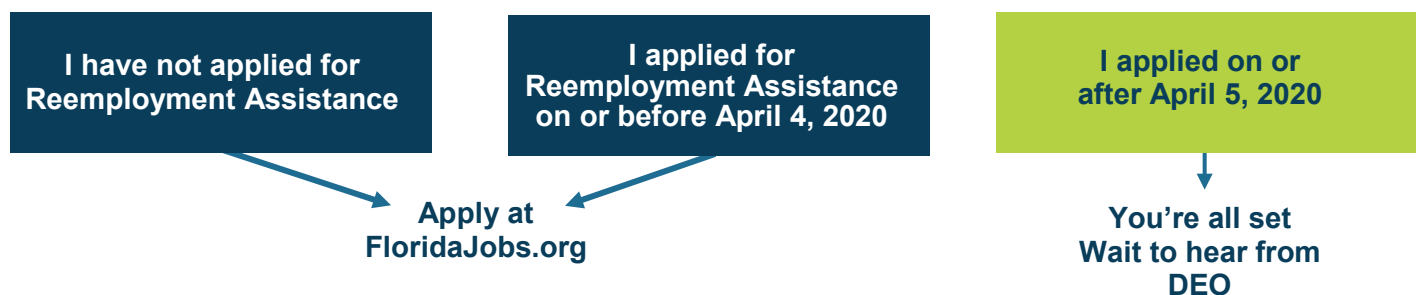 I have not applied for
Reemployment Assistance
I applied for
Reemployment Assistance
on or before April 4, 2020
I applied on or
after April 5, 2020
Apply at
FloridaJobs.org
You’re all set
Wait to hear from
DEO